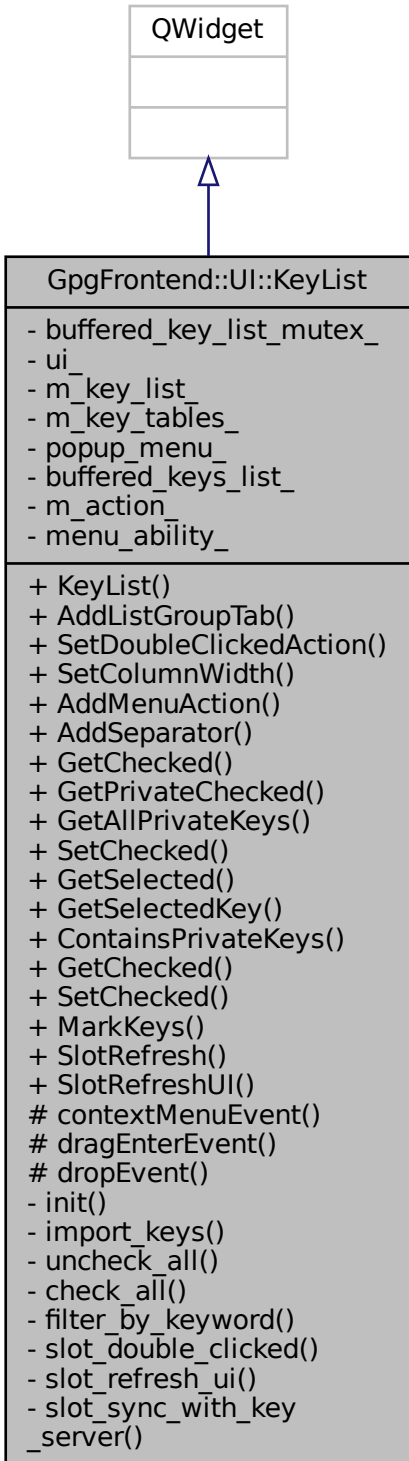 QWidget
GpgFrontend::UI::KeyList
- buffered_key_list_mutex_
- ui_
- m_key_list_
- m_key_tables_
- popup_menu_
- buffered_keys_list_
- m_action_
- menu_ability_
+ KeyList()
+ AddListGroupTab()
+ SetDoubleClickedAction()
+ SetColumnWidth()
+ AddMenuAction()
+ AddSeparator()
+ GetChecked()
+ GetPrivateChecked()
+ GetAllPrivateKeys()
+ SetChecked()
+ GetSelected()
+ GetSelectedKey()
+ ContainsPrivateKeys()
+ GetChecked()
+ SetChecked()
+ MarkKeys()
+ SlotRefresh()
+ SlotRefreshUI()
# contextMenuEvent()
# dragEnterEvent()
# dropEvent()
- init()
- import_keys()
- uncheck_all()
- check_all()
- filter_by_keyword()
- slot_double_clicked()
- slot_refresh_ui()
- slot_sync_with_key
_server()